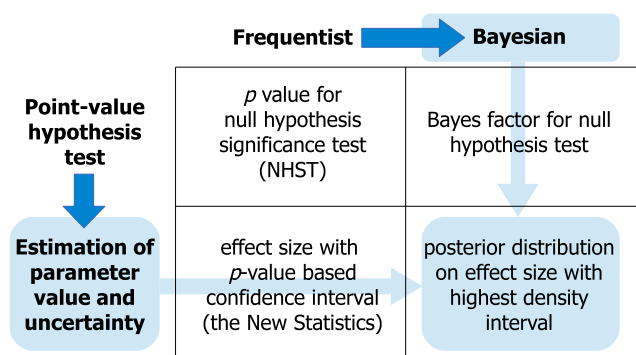 Frequentist
Bayesian
Point-value
hypothesis
test
p value for
null hypothesis
significance test
(NHST)
Bayes factor for null
hypothesis test
Estimation of
parameter
value and
uncertainty
effect size with
p-value based
confidence interval
(the New Statistics)
posterior distribution
on effect size with
highest density
interval